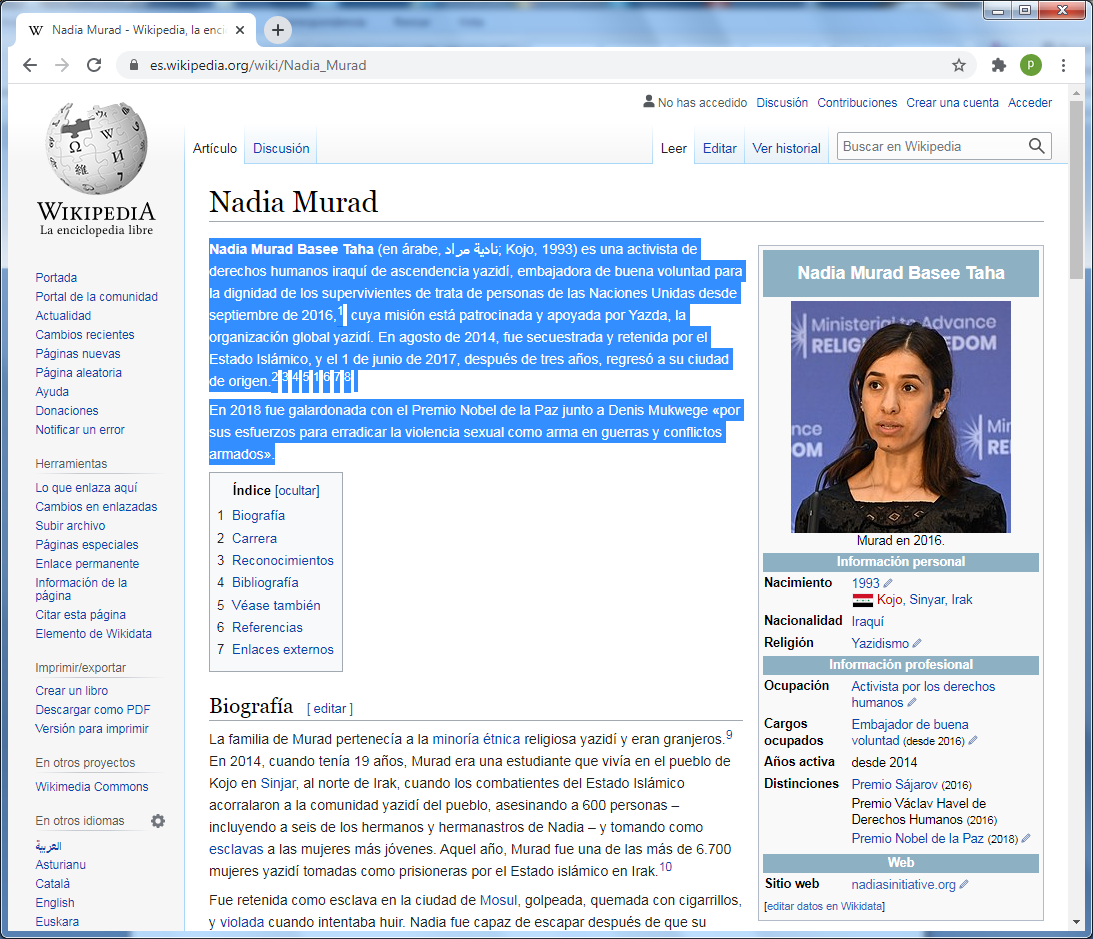 Nadia Murad - Wikipedia, la enci
es.wikipedia.org/wiki/Nadia_Murad
P
No has accedido Discusión Contribuciones Crear una cuenta Acceder
Artículo Discusión Leer Editar Ver historial Buscar en Wikipedia
WIKIPEDIA
La enciclopedia libre
Portada
Portal de la comunidad
Actualidad
Cambios recientes
Páginas nuevas
Página aleatoria
Ayuda
Donaciones
Notificar un error
Herramientas
Lo que enlaza aquí
Cambios en enlazadas
Subir archivo
Páginas especiales
Enlace permanente
Información de la
página
Citar esta página
Elemento de Wikidata
Imprimir/exportar
Crear un libro
Descargar como PDF
Versión para imprimir
En otros proyectos
Wikimedia Commons
En otros idiomas
العربية
Asturianu
Català
English
Euskara
Nadia Murad
Nadia Murad Basee Taha (en árabe, نادية مراد; Kojo, 1993) es una activista de
derechos humanos iraquí de ascendencia yazidí, embajadora de buena voluntad para
la dignidad de los supervivientes de trata de personas de las Naciones Unidas desde
septiembre de 2016,1 cuya misión está patrocinada y apoyada por Yazda, la
organización global yazidí. En agosto de 2014, fue secuestrada y retenida por el
Estado Islámico, y el 1 de junio de 2017, después de tres años, regresó a su ciudad
de origen.2 3 4 5 1 6 7 8
En 2018 fue galardonada con el Premio Nobel de la Paz junto a Denis Mukwege «por
sus esfuerzos para erradicar la violencia sexual como arma en guerras y conflictos
armados».
Índice [ocultar]
1 Biografía
2 Carrera
3 Reconocimientos
4 Bibliografía
5 Véase también
6 Referencias
7 Enlaces externos
Biografía [ editar ]
La familia de Murad pertenecía a la minoría étnica religiosa yazidí y eran granjeros.9
En 2014, cuando tenía 19 años, Murad era una estudiante que vivía en el pueblo de
Kojo en Sinjar, al norte de Irak, cuando los combatientes del Estado Islámico
acorralaron a la comunidad yazidí del pueblo, asesinando a 600 personas –
incluyendo a seis de los hermanos y hermanastros de Nadia – y tomando como
esclavas a las mujeres más jóvenes. Aquel año, Murad fue una de las más de 6.700
mujeres yazidí tomadas como prisioneras por el Estado islámico en Irak.10
Fue retenida como esclava en la ciudad de Mosul, golpeada, quemada con cigarrillos,
y violada cuando intentaba huir. Nadia fue capaz de escapar después de que su
Nadia Murad Basee Taha
Ministerial to Advance
Murad en 2016.
Información personal
Nacimiento 1993
Kojo, Sinyar, Irak
Nacionalidad Iraquí
Religión Yazidismo
Información profesional
Ocupación Activista por los derechos
humanos
Cargos Embajador de buena
ocupados voluntad (desde 2016)
Años activa desde 2014
Distinciones Premio Sájarov (2016)
Premio Václav Havel de
Derechos Humanos (2016)
Premio Nobel de la Paz (2018)
Web
Sitio web nadiasinitiative.org
[editar datos en Wikidata]